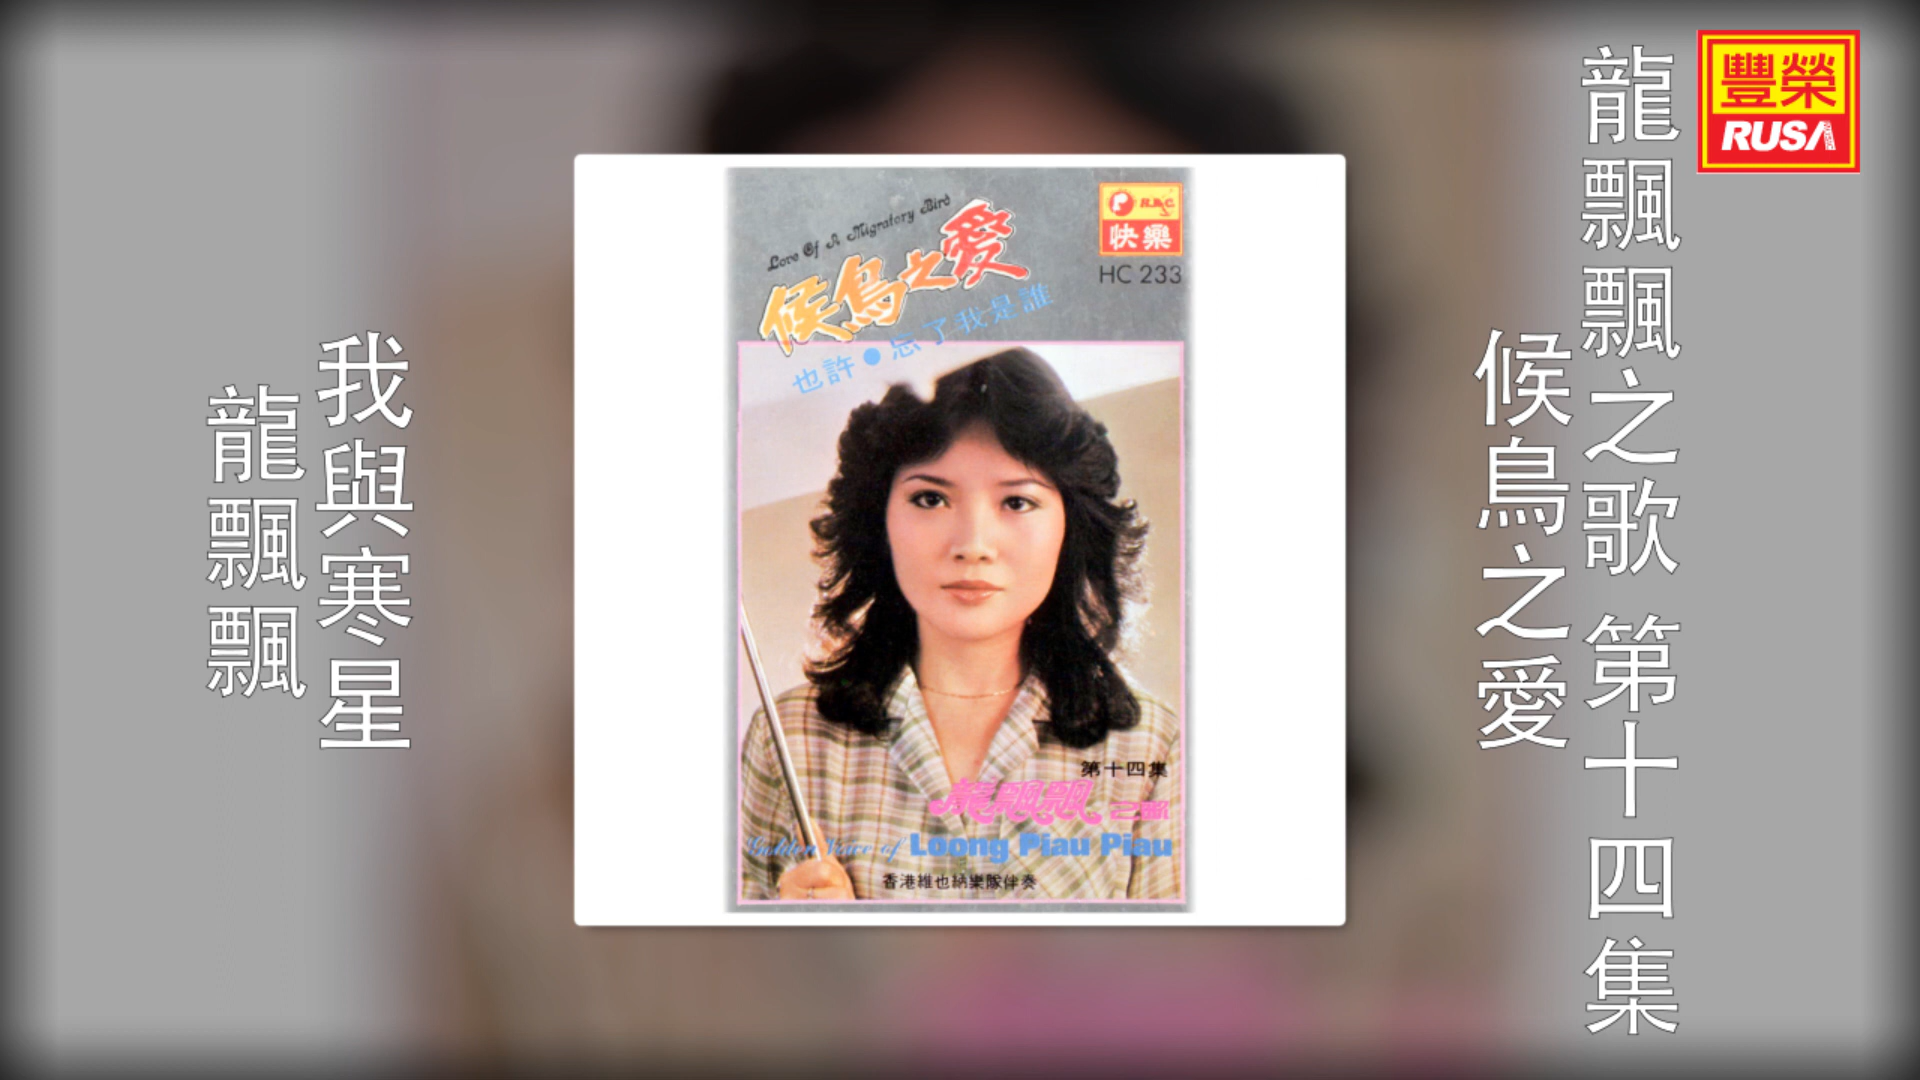 龍飄飄之歌 第十四集
候鳥之愛
豐榮
RUSA
Love Of A Migratory Bird
候鳥之愛
也許●忘了我是誰
R.M.C.
快樂
HC 233
第十四集
龍飄飄之歌
Golden Voice of Loong Piau Piau
香港維也納樂隊伴奏
我與寒星
龍飄飄